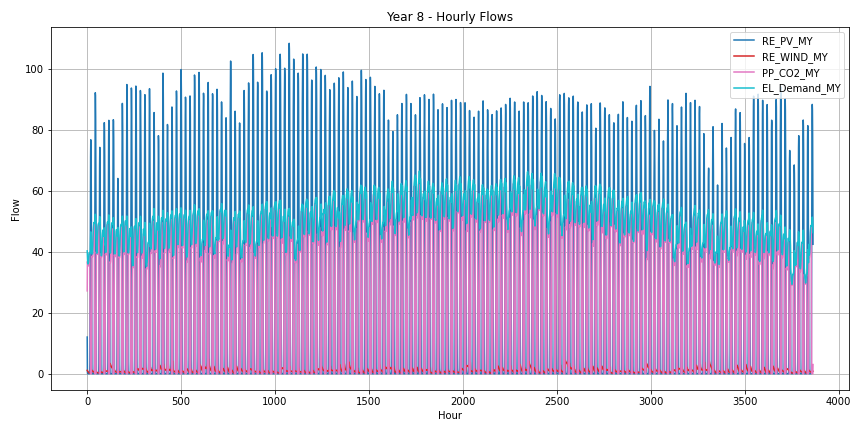 Year 8 - Hourly Flows
RE_PV_MY
RE_WIND_MY
PP_CO2_MY
EL_Demand_MY
100
80
60
40
20
0
Flow
0 500 1000 1500 2000 2500 3000 3500 4000
Hour